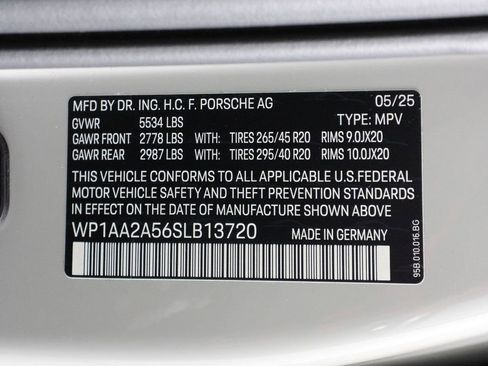 MFD BY DR. ING. H.C. F. PORSCHE AG 05/25
GVWR 5534 LBS TYPE: MPV
GAWR FRONT 2778 LBS WITH: TIRES 265/45 R20 RIMS 9.0JX20
GAWR REAR 2987 LBS WITH: TIRES 295/40 R20 RIMS 10.0JX20
THIS VEHICLE CONFORMS TO ALL APPLICABLE U.S.FEDERAL
MOTOR VEHICLE SAFETY AND THEFT PREVENTION STANDARDS
IN EFFECT ON THE DATE OF MANUFACTURE SHOWN ABOVE
WP1AA2A56SLB13720 MADE IN GERMANY
95B.010.016.BG